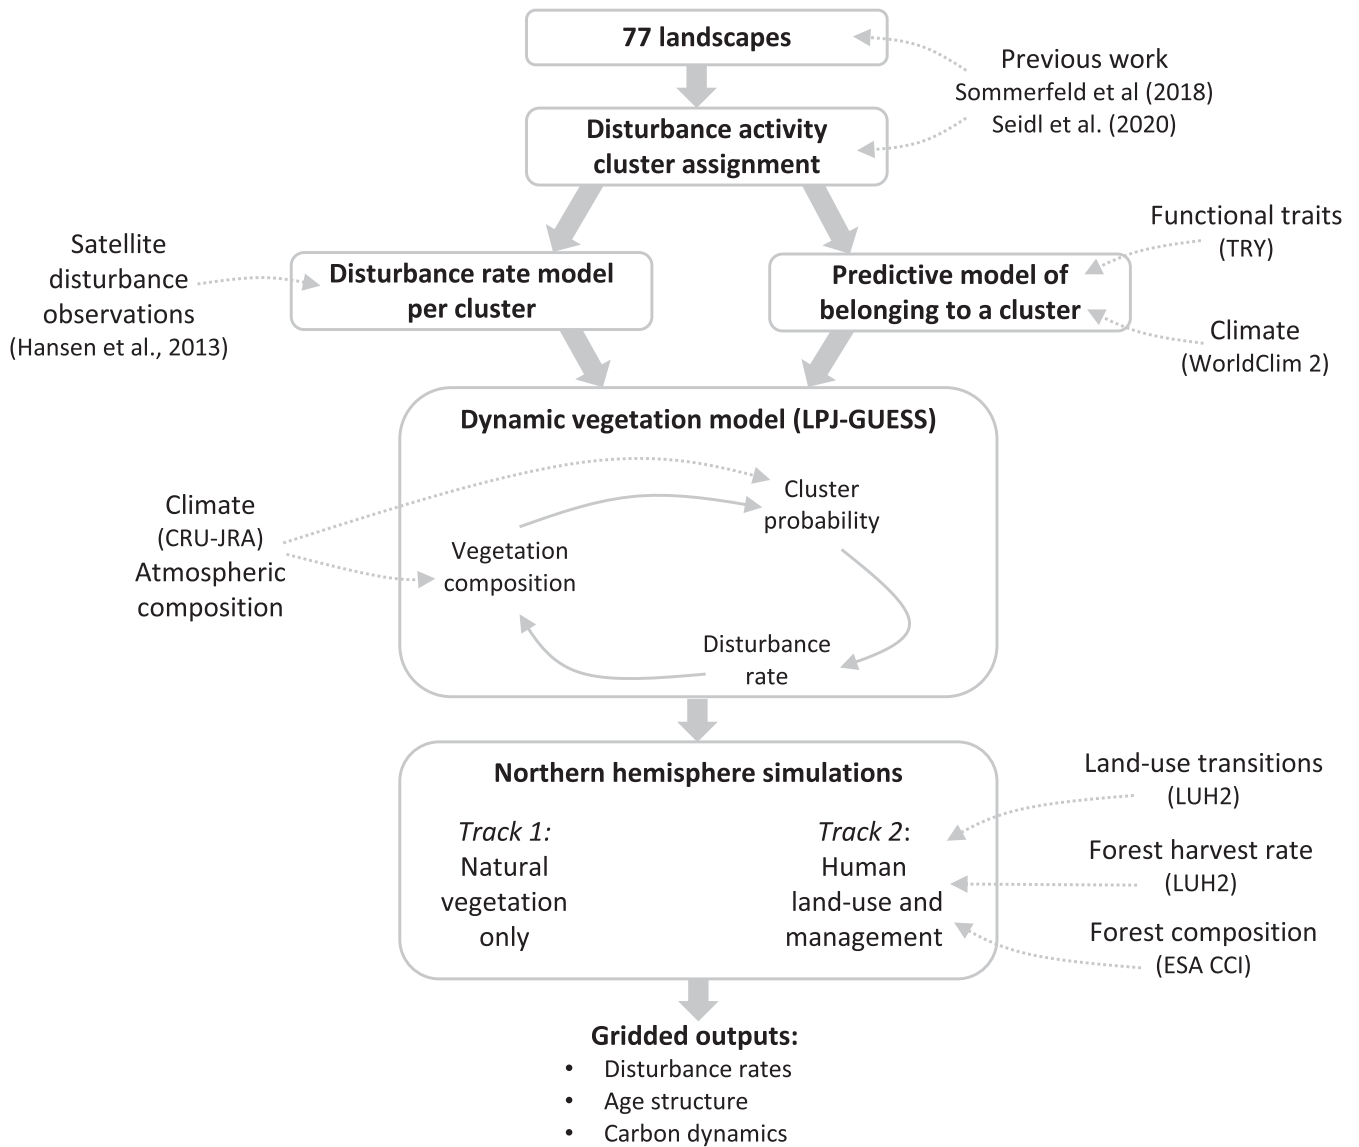 77 landscapes
Previous work
Sommerfeld et al (2018)
Seidl et al. (2020)
Disturbance activity
cluster assignment
Satellite
disturbance
observations
(Hansen et al., 2013)
Disturbance rate model
per cluster
Predictive model of
belonging to a cluster
Functional traits
(TRY)
Climate
(WorldClim 2)
Dynamic vegetation model (LPJ-GUESS)
Climate
(CRU-JRA)
Atmospheric
composition
Cluster
probability
Vegetation
composition
Disturbance
rate
Northern hemisphere simulations
Track 1:
Natural
vegetation
only
Track 2:
Human
land-use and
management
Land-use transitions
(LUH2)
Forest harvest rate
(LUH2)
Forest composition
(ESA CCI)
Gridded outputs:
• Disturbance rates
• Age structure
• Carbon dynamics